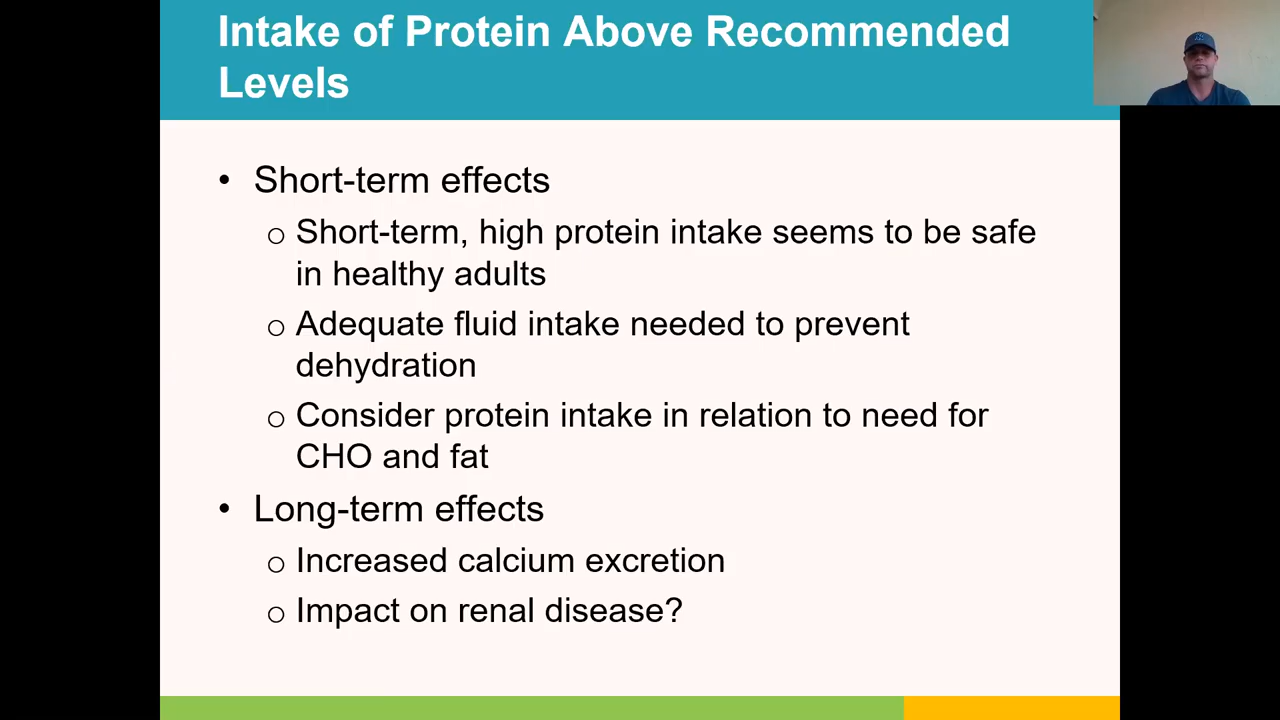 Intake of Protein Above Recommended
Levels
• Short-term effects
o Short-term, high protein intake seems to be safe
in healthy adults
o Adequate fluid intake needed to prevent
dehydration
o Consider protein intake in relation to need for
CHO and fat
• Long-term effects
o Increased calcium excretion
o Impact on renal disease?